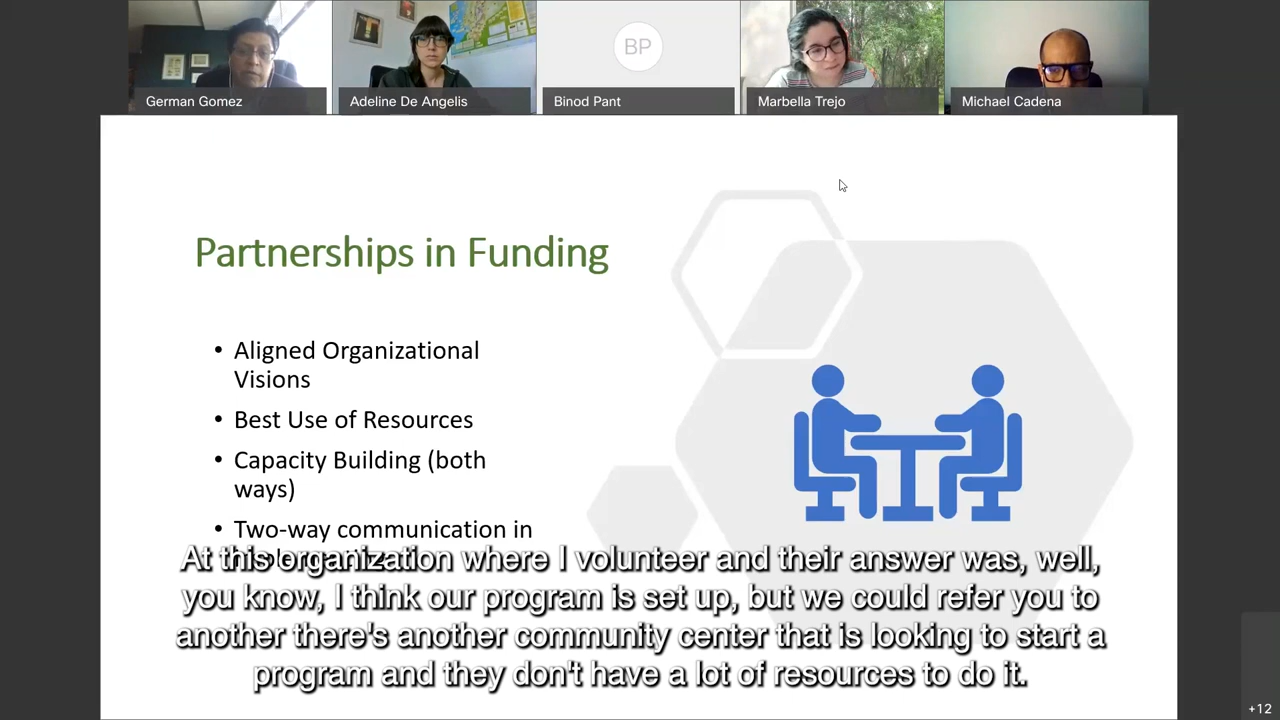 BP
German Gomez
Adeline De Angelis
Binod Pant
Marbella Trejo
Michael Cadena
Partnerships in Funding
• Aligned Organizational
Visions
• Best Use of Resources
• Capacity Building (both
ways)
• Two-way communication in
At this organization where I volunteer and their answer was, well,
you know, I think our program is set up, but we could refer you to
another there's another community center that is looking to start a
program and they don't have a lot of resources to do it.
+12